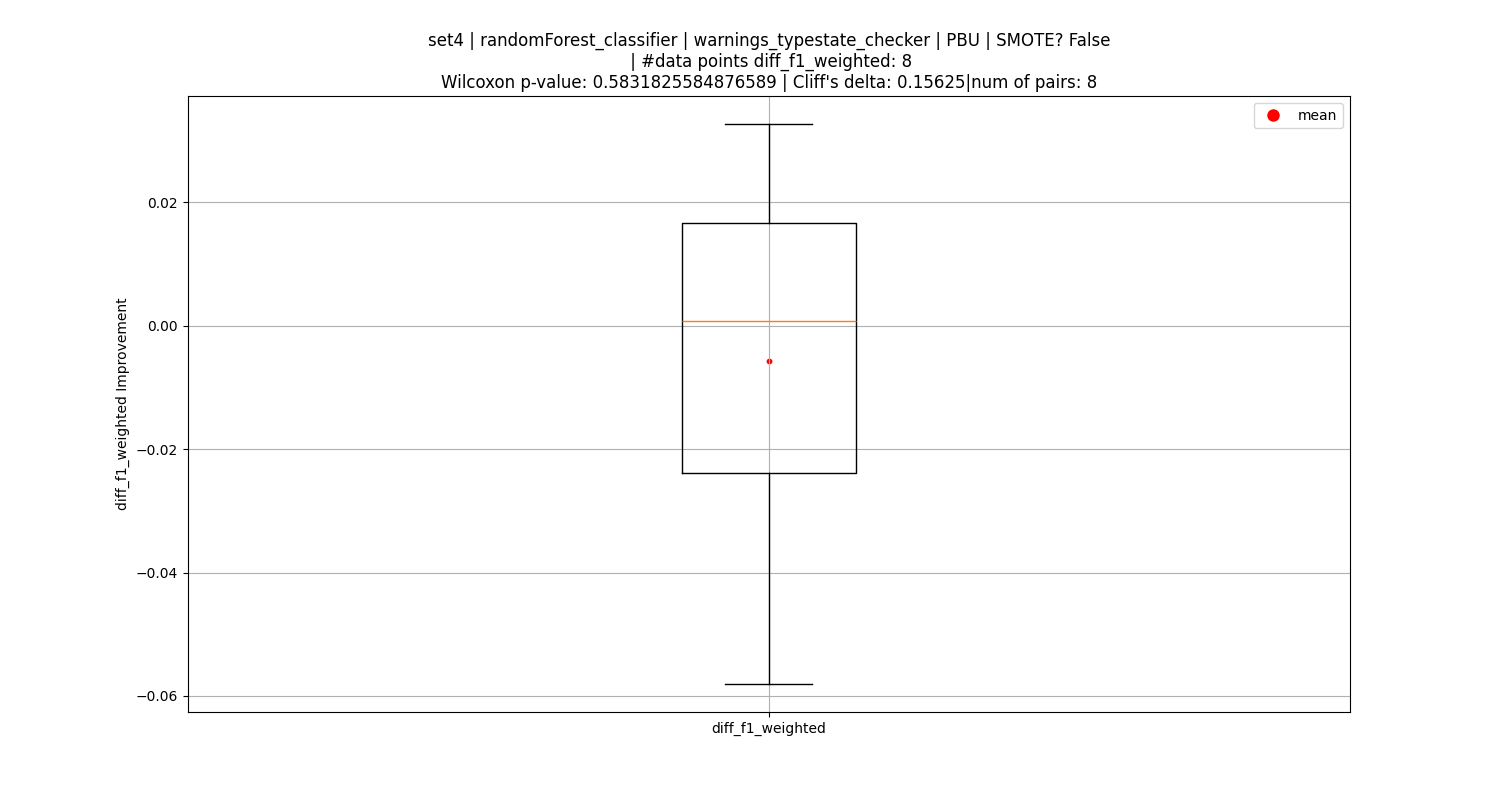 set4 | randomForest_classifier | warnings_typestate_checker | PBU | SMOTE? False
| #data points diff_f1_weighted: 8
Wilcoxon p-value: 0.5831825584876589 | Cliff's delta: 0.15625|num of pairs: 8
mean
0.02
0.00
−0.02
−0.04
−0.06
diff_f1_weighted Improvement
diff_f1_weighted